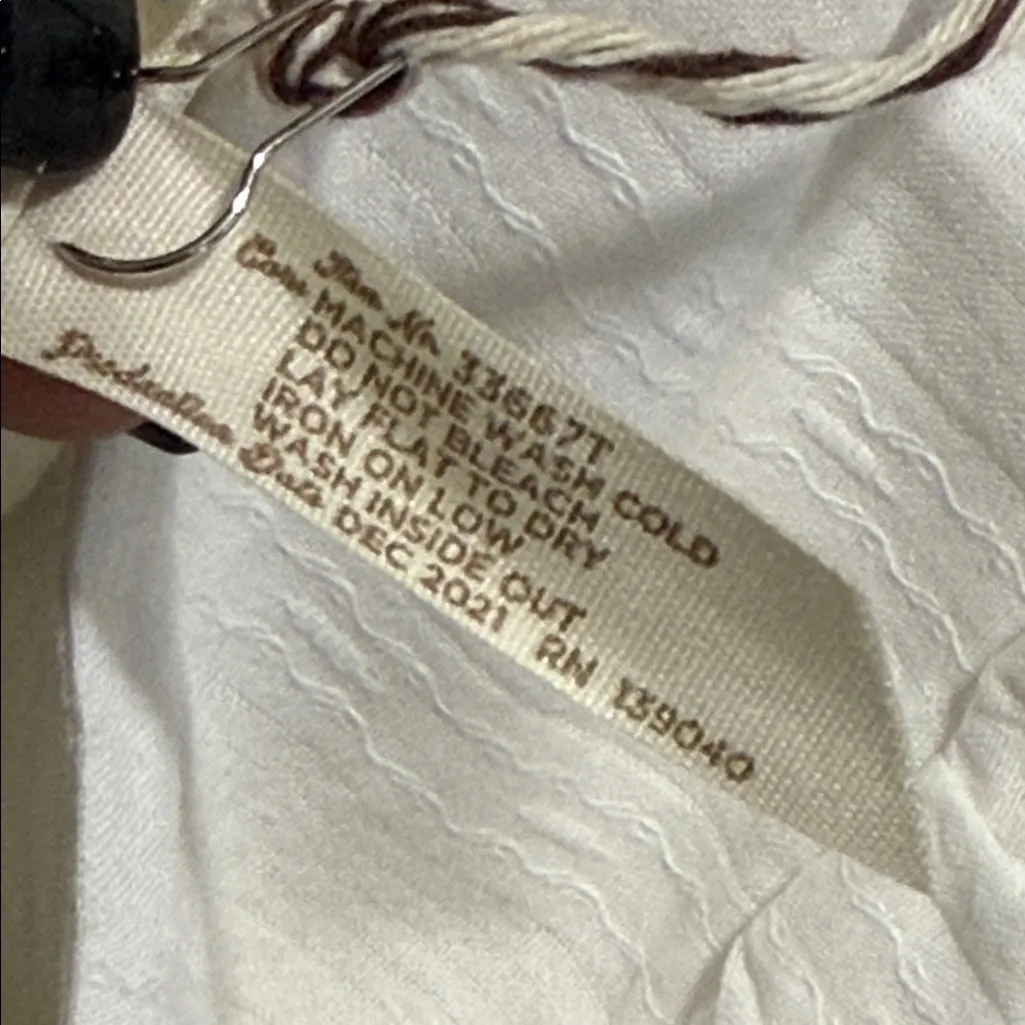 Item No. 33667T
Care
MACHINE WASH COLD
DO NOT BLEACH
LAY FLAT TO DRY
IRON ON LOW
WASH INSIDE OUT
Production Date DEC 2021 RN 139040